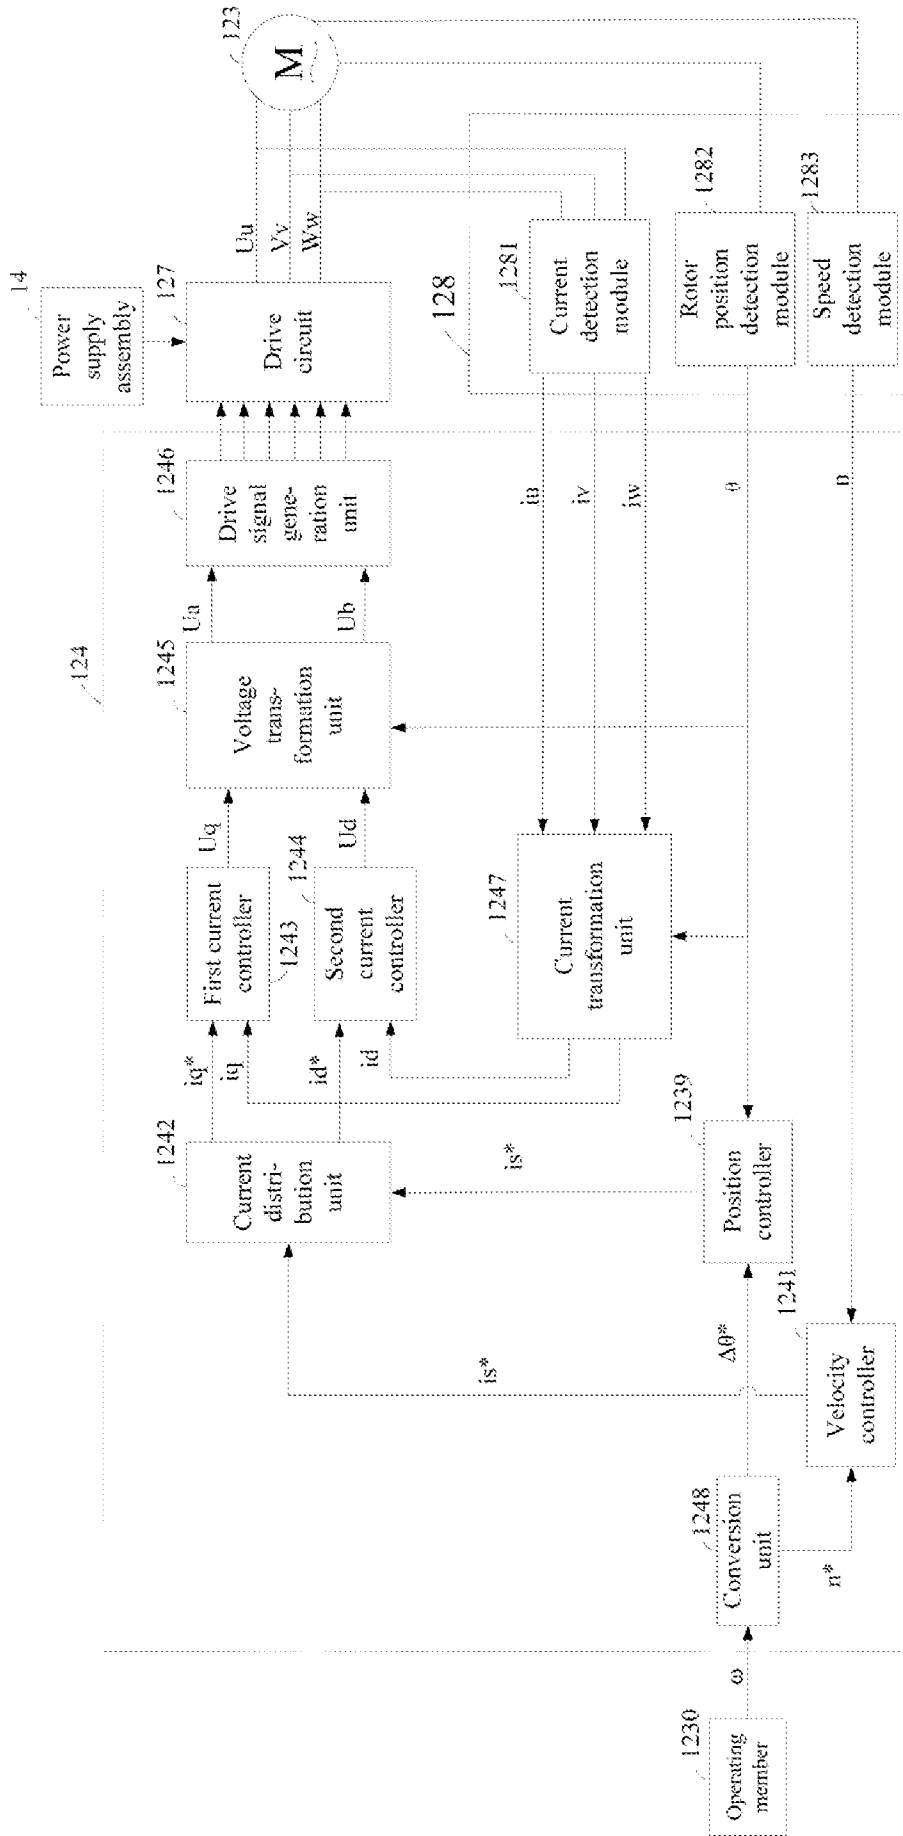 123
M
14
Power
supply
assembly
127
Drive
circuit
Uu
Vv
Ww
128
1281
Current
detection
module
1282
Rotor
position
detection
module
1283
Speed
detection
module
124
1246
Drive
signal
gene-
ration
unit
iu
iv
iw
θ
n
Ua
Ub
1245
Voltage
trans-
formation
unit
Uq
Ud
First current
controller
1243
1244
Second
current
controller
1247
Current
transformation
unit
iq*
iq
id*
id
1242
Current
distri-
bution
unit
is*
1239
Position
controller
1241
Velocity
controller
is*
Δθ*
1248
Conversion
unit
n*
ω
1230
Operating
member